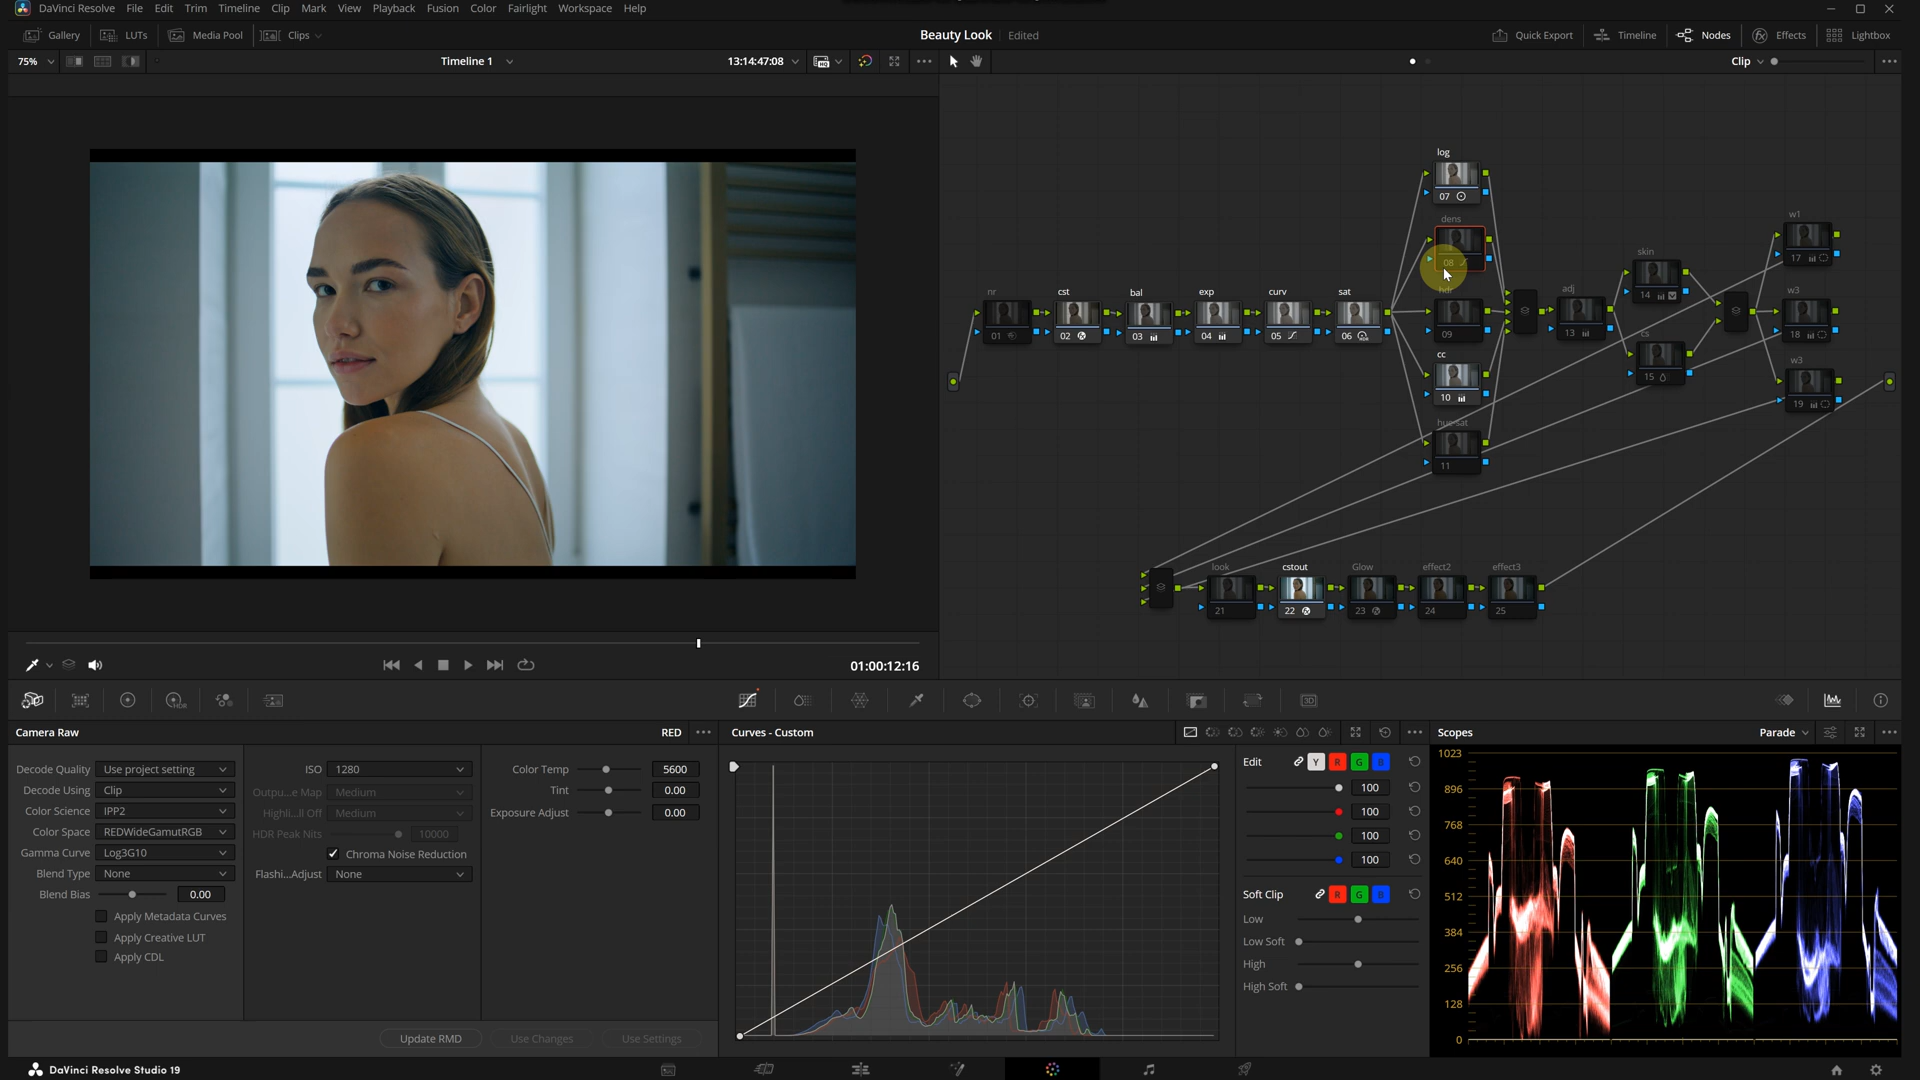 DaVinci Resolve File Edit Trim Timeline Clip Mark View Playback Fusion Color Fairlight Workspace Help
Gallery LUTs Media Pool Clips Beauty Look Edited Quick Export Timeline Nodes Effects Lightbox
75% Timeline 1 13:14:47:08 Clip
log
07
dens
08
w1
17
skin
14
nr cst bal exp curv sat adj w3
01 02 03 04 05 06 09 13 18
cs
15
cc
10
w3
19
hue-sat
11
look cstout Glow effect2 effect3
21 22 23 24 25
01:00:12:16
Camera Raw RED Curves - Custom Scopes Parade
Decode Quality Use project setting
Decode Using Clip
Color Science IPP2
Color Space REDWideGamutRGB
Gamma Curve Log3G10
Blend Type None
Blend Bias 0.00
Apply Metadata Curves
Apply Creative LUT
Apply CDL
ISO 1280
Outpu...e Map Medium
Highli...ll Off Medium
HDR Peak Nits 10000
Chroma Noise Reduction
Flashi...Adjust None
Color Temp 5600
Tint 0.00
Exposure Adjust 0.00
Update RMD Use Changes Use Settings
Edit Y R G B
100
100
100
100
Soft Clip R G B
Low
Low Soft
High
High Soft
1023
896
768
640
512
384
256
128
0
DaVinci Resolve Studio 19